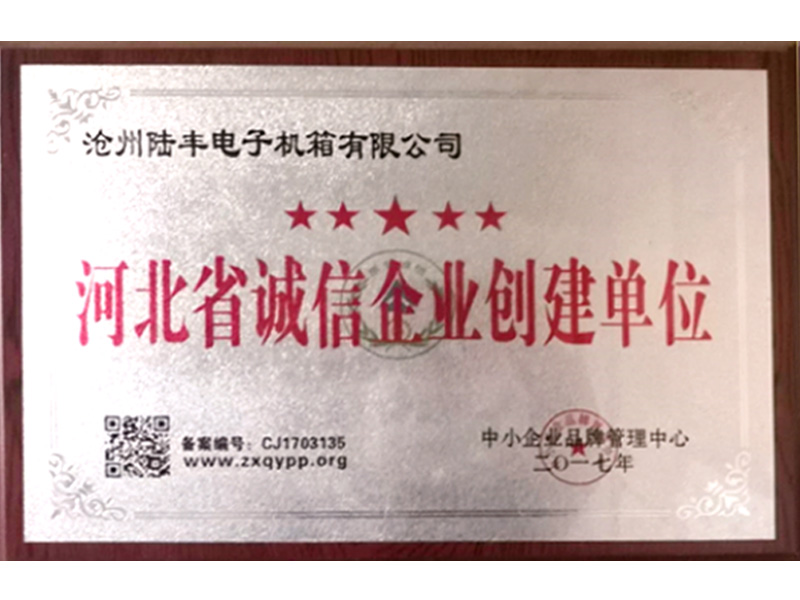 沧州陆丰电子机箱有限公司
★★★★★
河北省诚信企业创建单位
备案编号：CJ1703135
www.zxqypp.org
中小企业品牌管理中心
二〇一七年